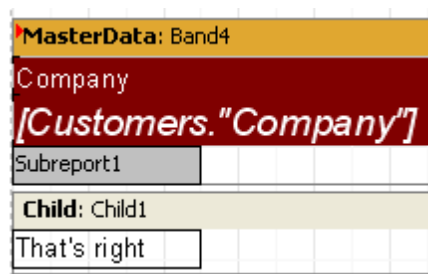 MasterData: Band4
Company
[Customers."Company"]
Subreport1
Child: Child1
That's right